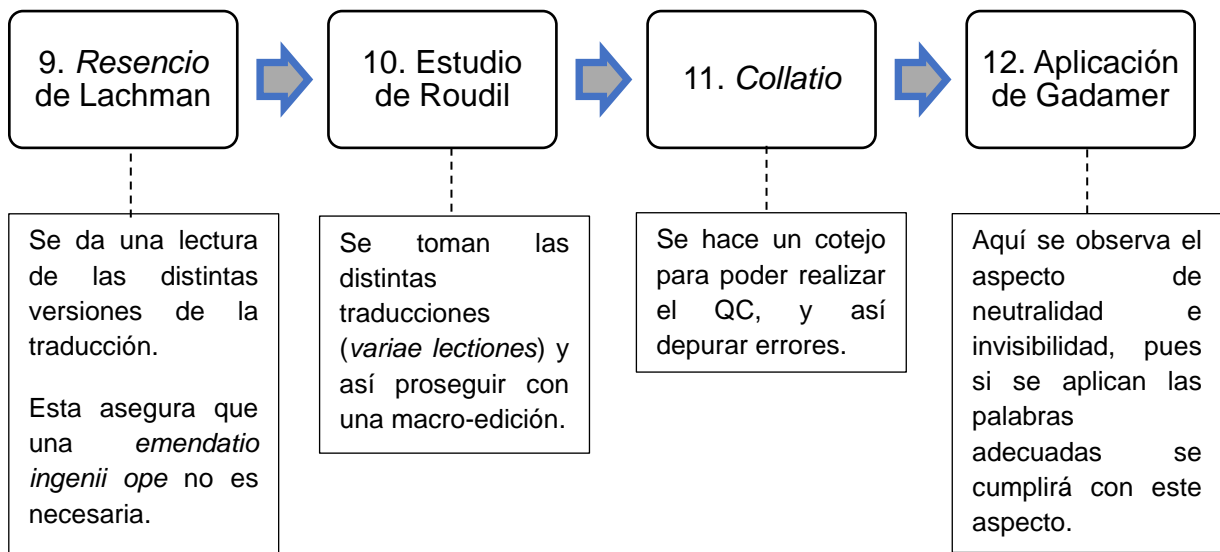 9. Resencio
de Lachman
10. Estudio
de Roudil
11. Collatio
12. Aplicación
de Gadamer
Se da una lectura
de las distintas
versiones de la
traducción.
Esta asegura que
una emendatio
ingenii ope no es
necesaria.
Se toman las
distintas
traducciones
(variae lectiones) y
así proseguir con
una macro-edición.
Se hace un cotejo
para poder realizar
el QC, y así
depurar errores.
Aquí se observa el
aspecto de
neutralidad e
invisibilidad, pues
si se aplican las
palabras
adecuadas se
cumplirá con este
aspecto.